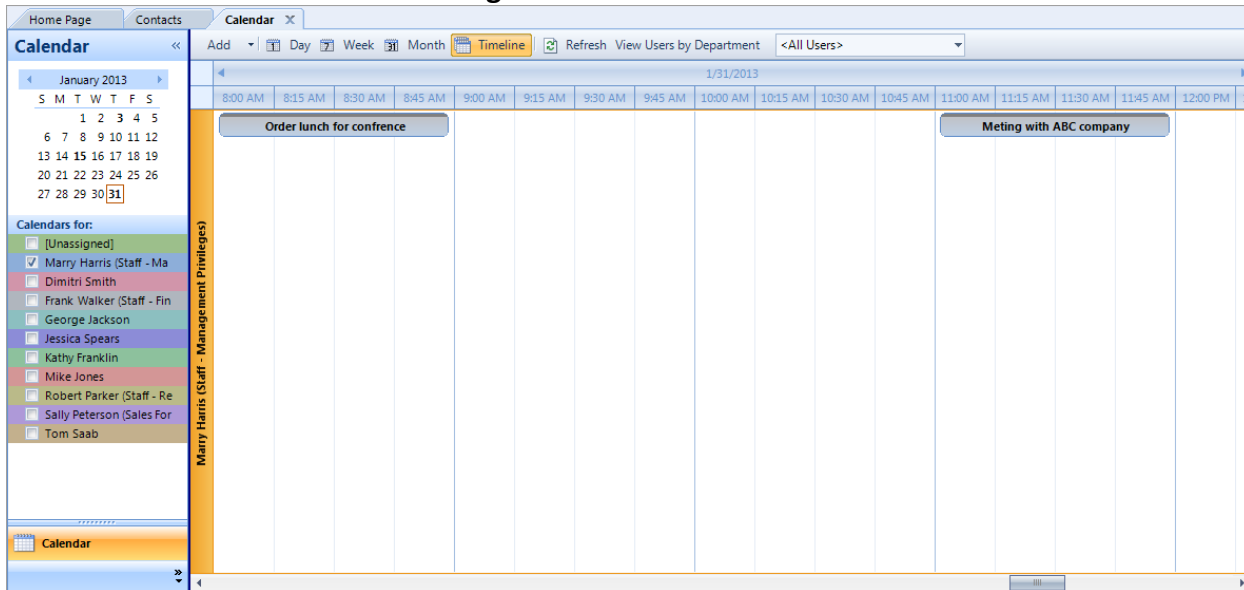 Home Page Contacts Calendar X
Calendar «
Add Day Week Month Timeline Refresh View Users by Department <All Users>
January 2013
S M T W T F S
1 2 3 4 5
6 7 8 9 10 11 12
13 14 15 16 17 18 19
20 21 22 23 24 25 26
27 28 29 30 31
Calendars for:
[Unassigned]
Marry Harris (Staff - Ma
Dimitri Smith
Frank Walker (Staff - Fin
George Jackson
Jessica Spears
Kathy Franklin
Mike Jones
Robert Parker (Staff - Re
Sally Peterson (Sales For
Tom Saab
Calendar
»
1/31/2013
8:00 AM 8:15 AM 8:30 AM 8:45 AM 9:00 AM 9:15 AM 9:30 AM 9:45 AM 10:00 AM 10:15 AM 10:30 AM 10:45 AM 11:00 AM 11:15 AM 11:30 AM 11:45 AM 12:00 PM
Order lunch for confrence Meting with ABC company
Marry Harris (Staff - Management Privileges)